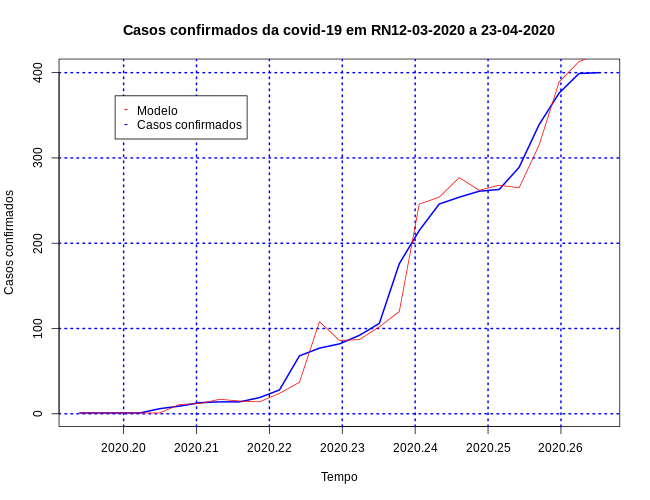 Casos confirmados da covid-19 em RN12-03-2020 a 23-04-2020
400
300
200
100
0
Casos confirmados
- Modelo
- Casos confirmados
2020.20 2020.21 2020.22 2020.23 2020.24 2020.25 2020.26
Tempo